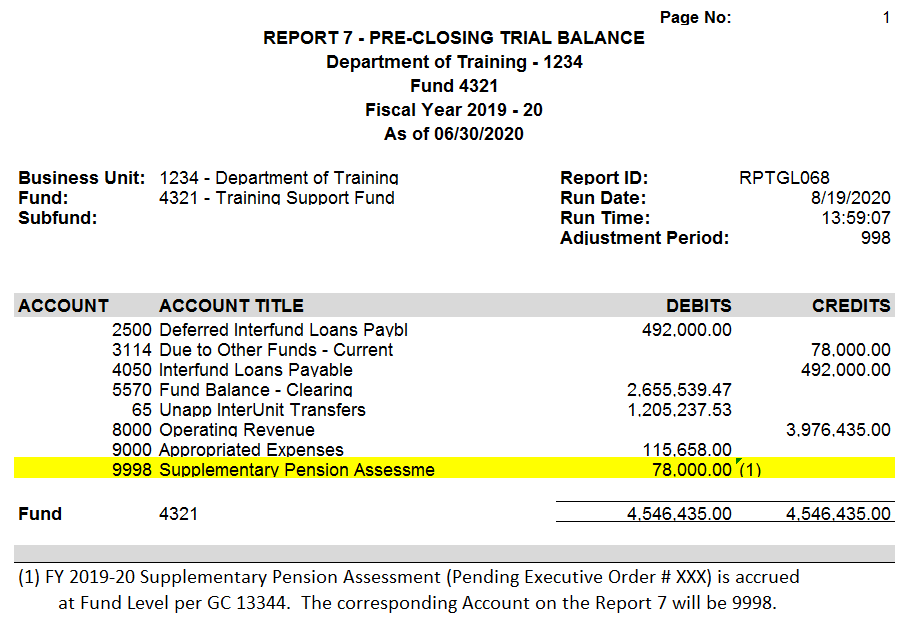 Page No: 1
REPORT 7 - PRE-CLOSING TRIAL BALANCE
Department of Training - 1234
Fund 4321
Fiscal Year 2019 - 20
As of 06/30/2020
Business Unit: 1234 - Department of Training Report ID: RPTGL068
Fund: 4321 - Training Support Fund Run Date: 8/19/2020
Subfund: Run Time: 13:59:07
Adjustment Period: 998
ACCOUNT ACCOUNT TITLE DEBITS CREDITS
2500 Deferred Interfund Loans Paybl 492,000.00
3114 Due to Other Funds - Current 78,000.00
4050 Interfund Loans Payable 492,000.00
5570 Fund Balance - Clearing 2,655,539.47
65 Unapp InterUnit Transfers 1,205,237.53
8000 Operating Revenue 3,976,435.00
9000 Appropriated Expenses 115,658.00
9998 Supplementary Pension Assessme 78,000.00 (1)
Fund 4321 4,546,435.00 4,546,435.00
(1) FY 2019-20 Supplementary Pension Assessment (Pending Executive Order # XXX) is accrued
at Fund Level per GC 13344. The corresponding Account on the Report 7 will be 9998.